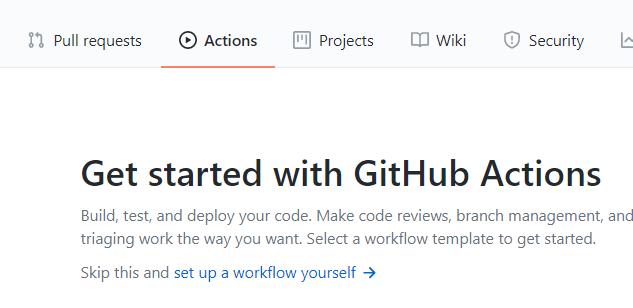 Pull requests Actions Projects Wiki Security
Get started with GitHub Actions
Build, test, and deploy your code. Make code reviews, branch management, and
triaging work the way you want. Select a workflow template to get started.
Skip this and set up a workflow yourself →